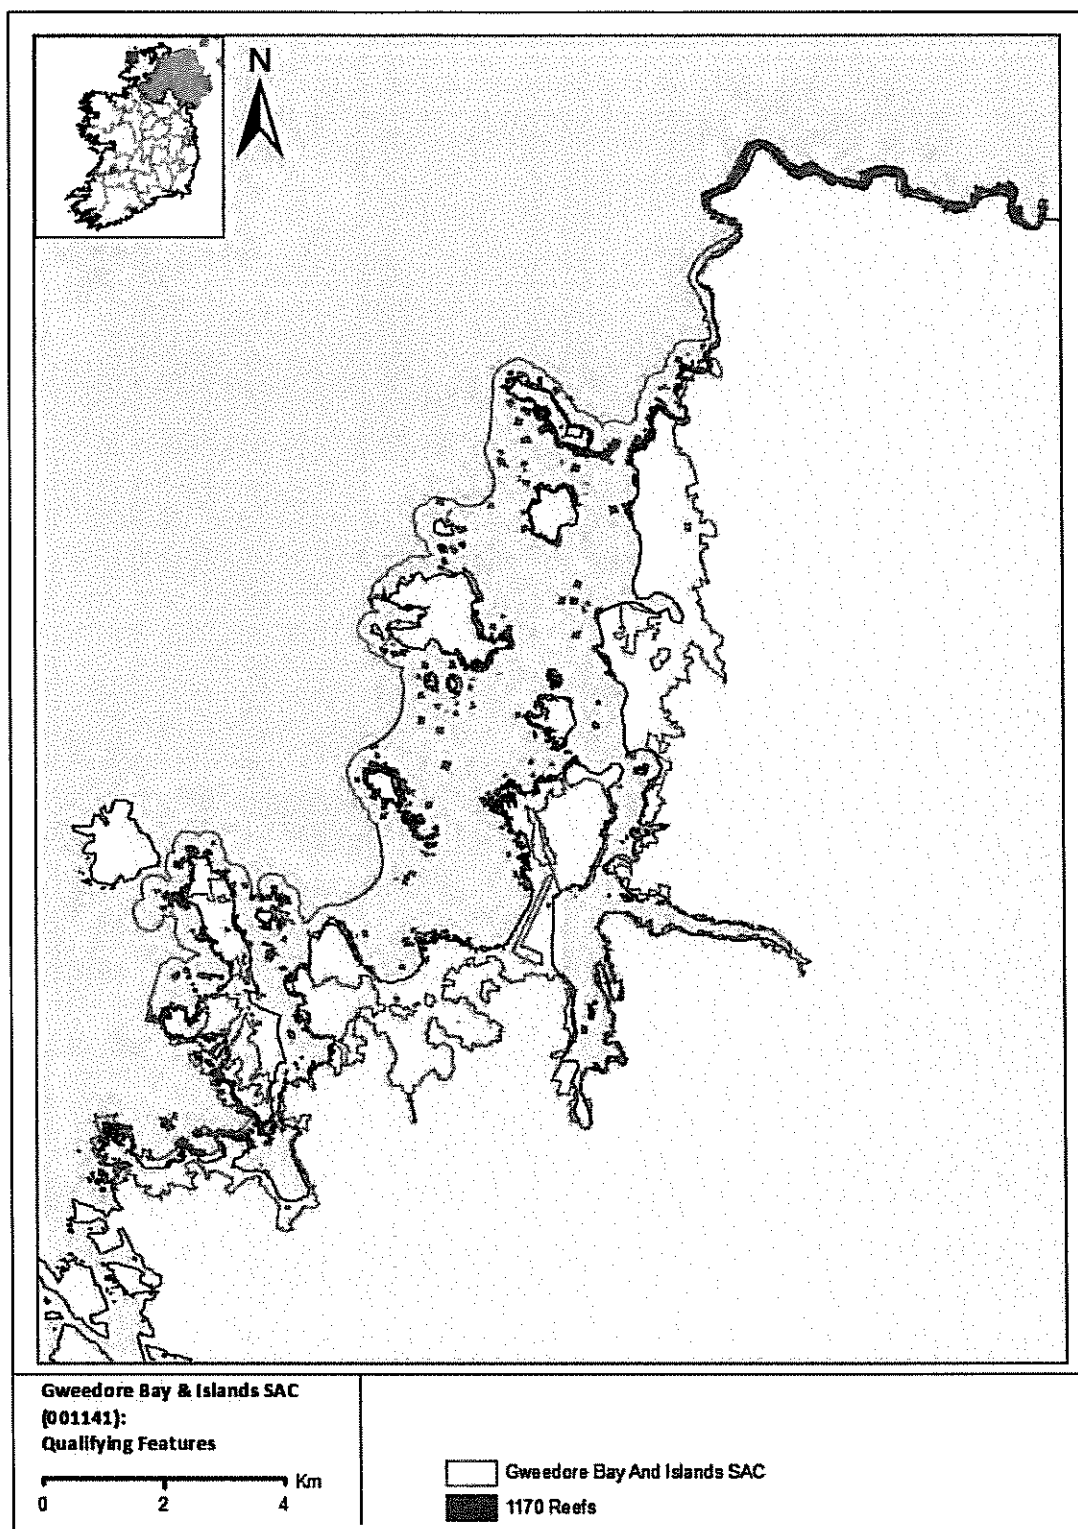 N
Gweedore Bay & Islands SAC
(001141):
Qualifying Features
Km
0 2 4
Gweedore Bay And Islands SAC
1170 Reefs